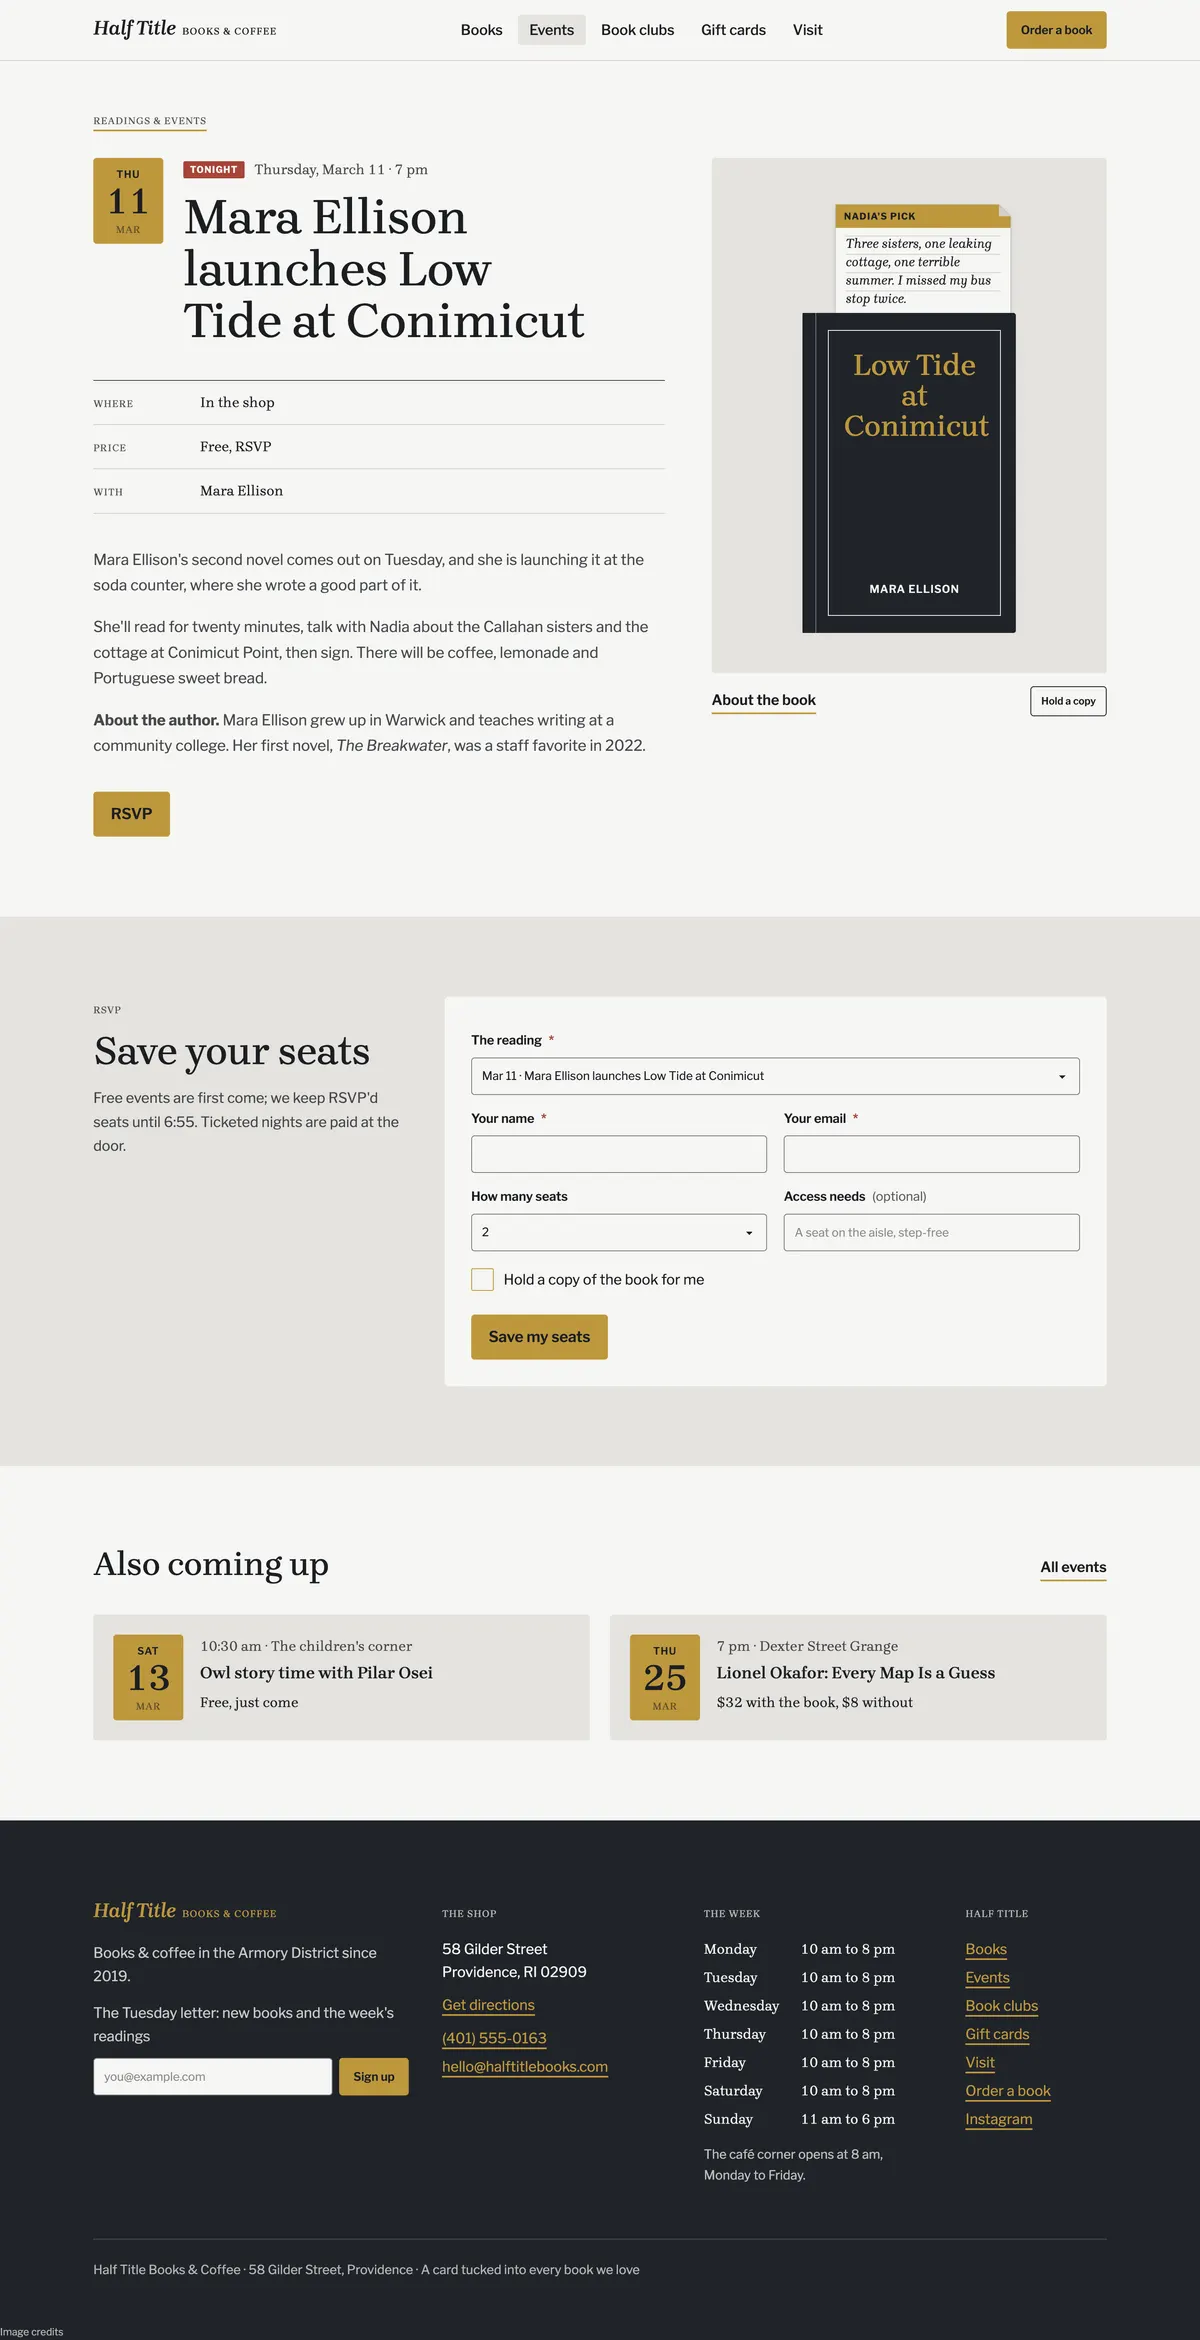 Half Title BOOKS & COFFEE
Books
Events
Book clubs
Gift cards
Visit
Order a book
READINGS & EVENTS
THU
11
MAR
TONIGHT
Thursday, March 11 · 7 pm
Mara Ellison
launches Low
Tide at Conimicut
WHERE
In the shop
PRICE
Free, RSVP
WITH
Mara Ellison
Mara Ellison's second novel comes out on Tuesday, and she is launching it at the
soda counter, where she wrote a good part of it.
She'll read for twenty minutes, talk with Nadia about the Callahan sisters and the
cottage at Conimicut Point, then sign. There will be coffee, lemonade and
Portuguese sweet bread.
About the author. Mara Ellison grew up in Warwick and teaches writing at a
community college. Her first novel, The Breakwater, was a staff favorite in 2022.
RSVP
NADIA'S PICK
Three sisters, one leaking
cottage, one terrible
summer. I missed my bus
stop twice.
Low Tide
at
Conimicut
MARA ELLISON
About the book
Hold a copy
RSVP
Save your seats
Free events are first come; we keep RSVP'd
seats until 6:55. Ticketed nights are paid at the
door.
The reading *
Mar 11 · Mara Ellison launches Low Tide at Conimicut
Your name *
Your email *
How many seats
2
Access needs (optional)
A seat on the aisle, step-free
Hold a copy of the book for me
Save my seats
Also coming up
All events
SAT
13
MAR
10:30 am · The children's corner
Owl story time with Pilar Osei
Free, just come
THU
25
MAR
7 pm · Dexter Street Grange
Lionel Okafor: Every Map Is a Guess
$32 with the book, $8 without
Half Title BOOKS & COFFEE
Books & coffee in the Armory District since
2019.
The Tuesday letter: new books and the week's
readings
you@example.com
Sign up
THE SHOP
58 Gilder Street
Providence, RI 02909
Get directions
(401) 555-0163
hello@halftitlebooks.com
THE WEEK
Monday 10 am to 8 pm
Tuesday 10 am to 8 pm
Wednesday 10 am to 8 pm
Thursday 10 am to 8 pm
Friday 10 am to 8 pm
Saturday 10 am to 8 pm
Sunday 11 am to 6 pm
The café corner opens at 8 am,
Monday to Friday.
HALF TITLE
Books
Events
Book clubs
Gift cards
Visit
Order a book
Instagram
Half Title Books & Coffee · 58 Gilder Street, Providence · A card tucked into every book we love
Image credits